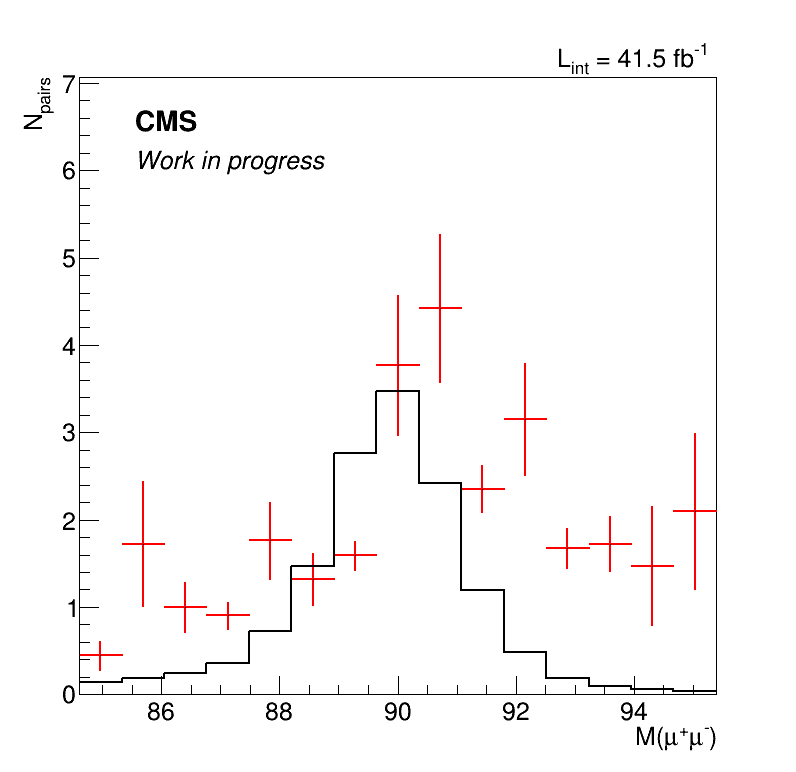 L_int = 41.5 fb⁻¹
N_pairs
CMS
Work in progress
7
6
5
4
3
2
1
0
86 88 90 92 94
M(μ⁺μ⁻)